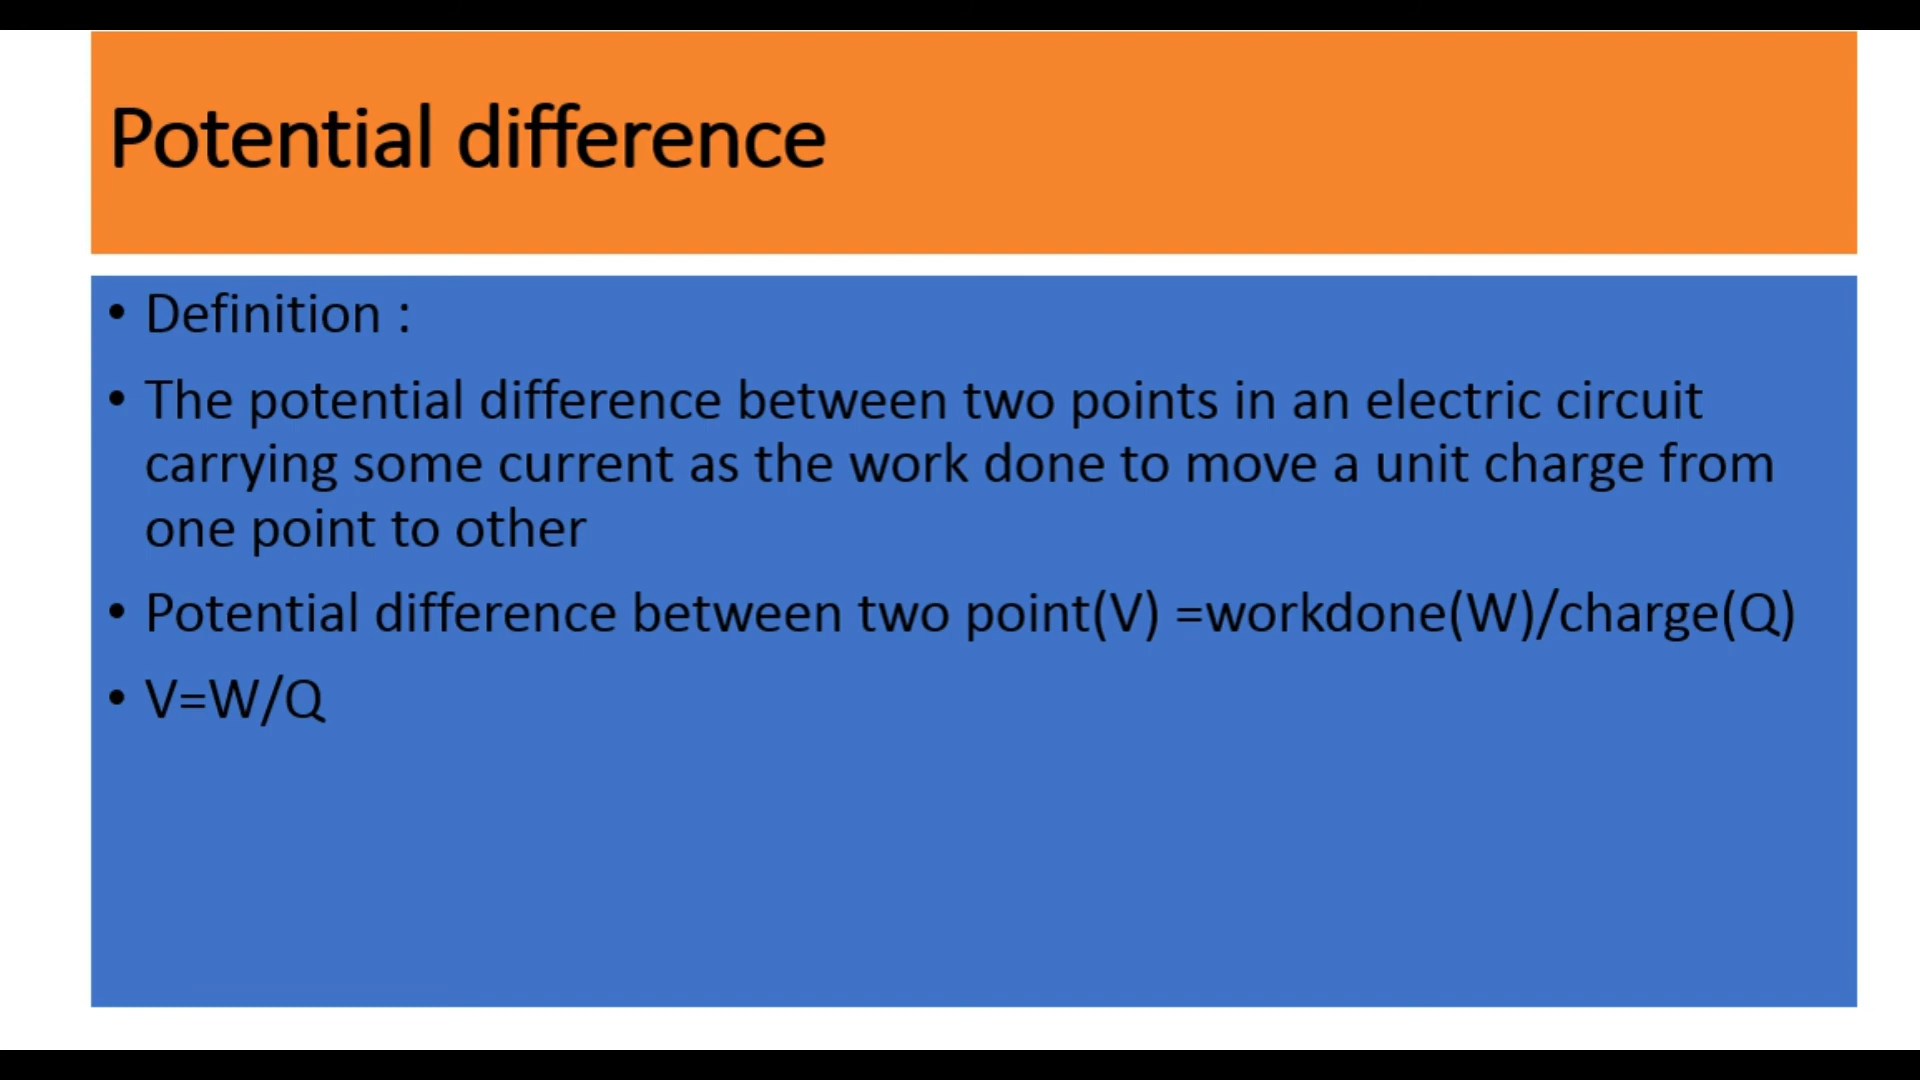 Potential difference
• Definition :
• The potential difference between two points in an electric circuit
carrying some current as the work done to move a unit charge from
one point to other
• Potential difference between two point(V) =workdone(W)/charge(Q)
• V=W/Q